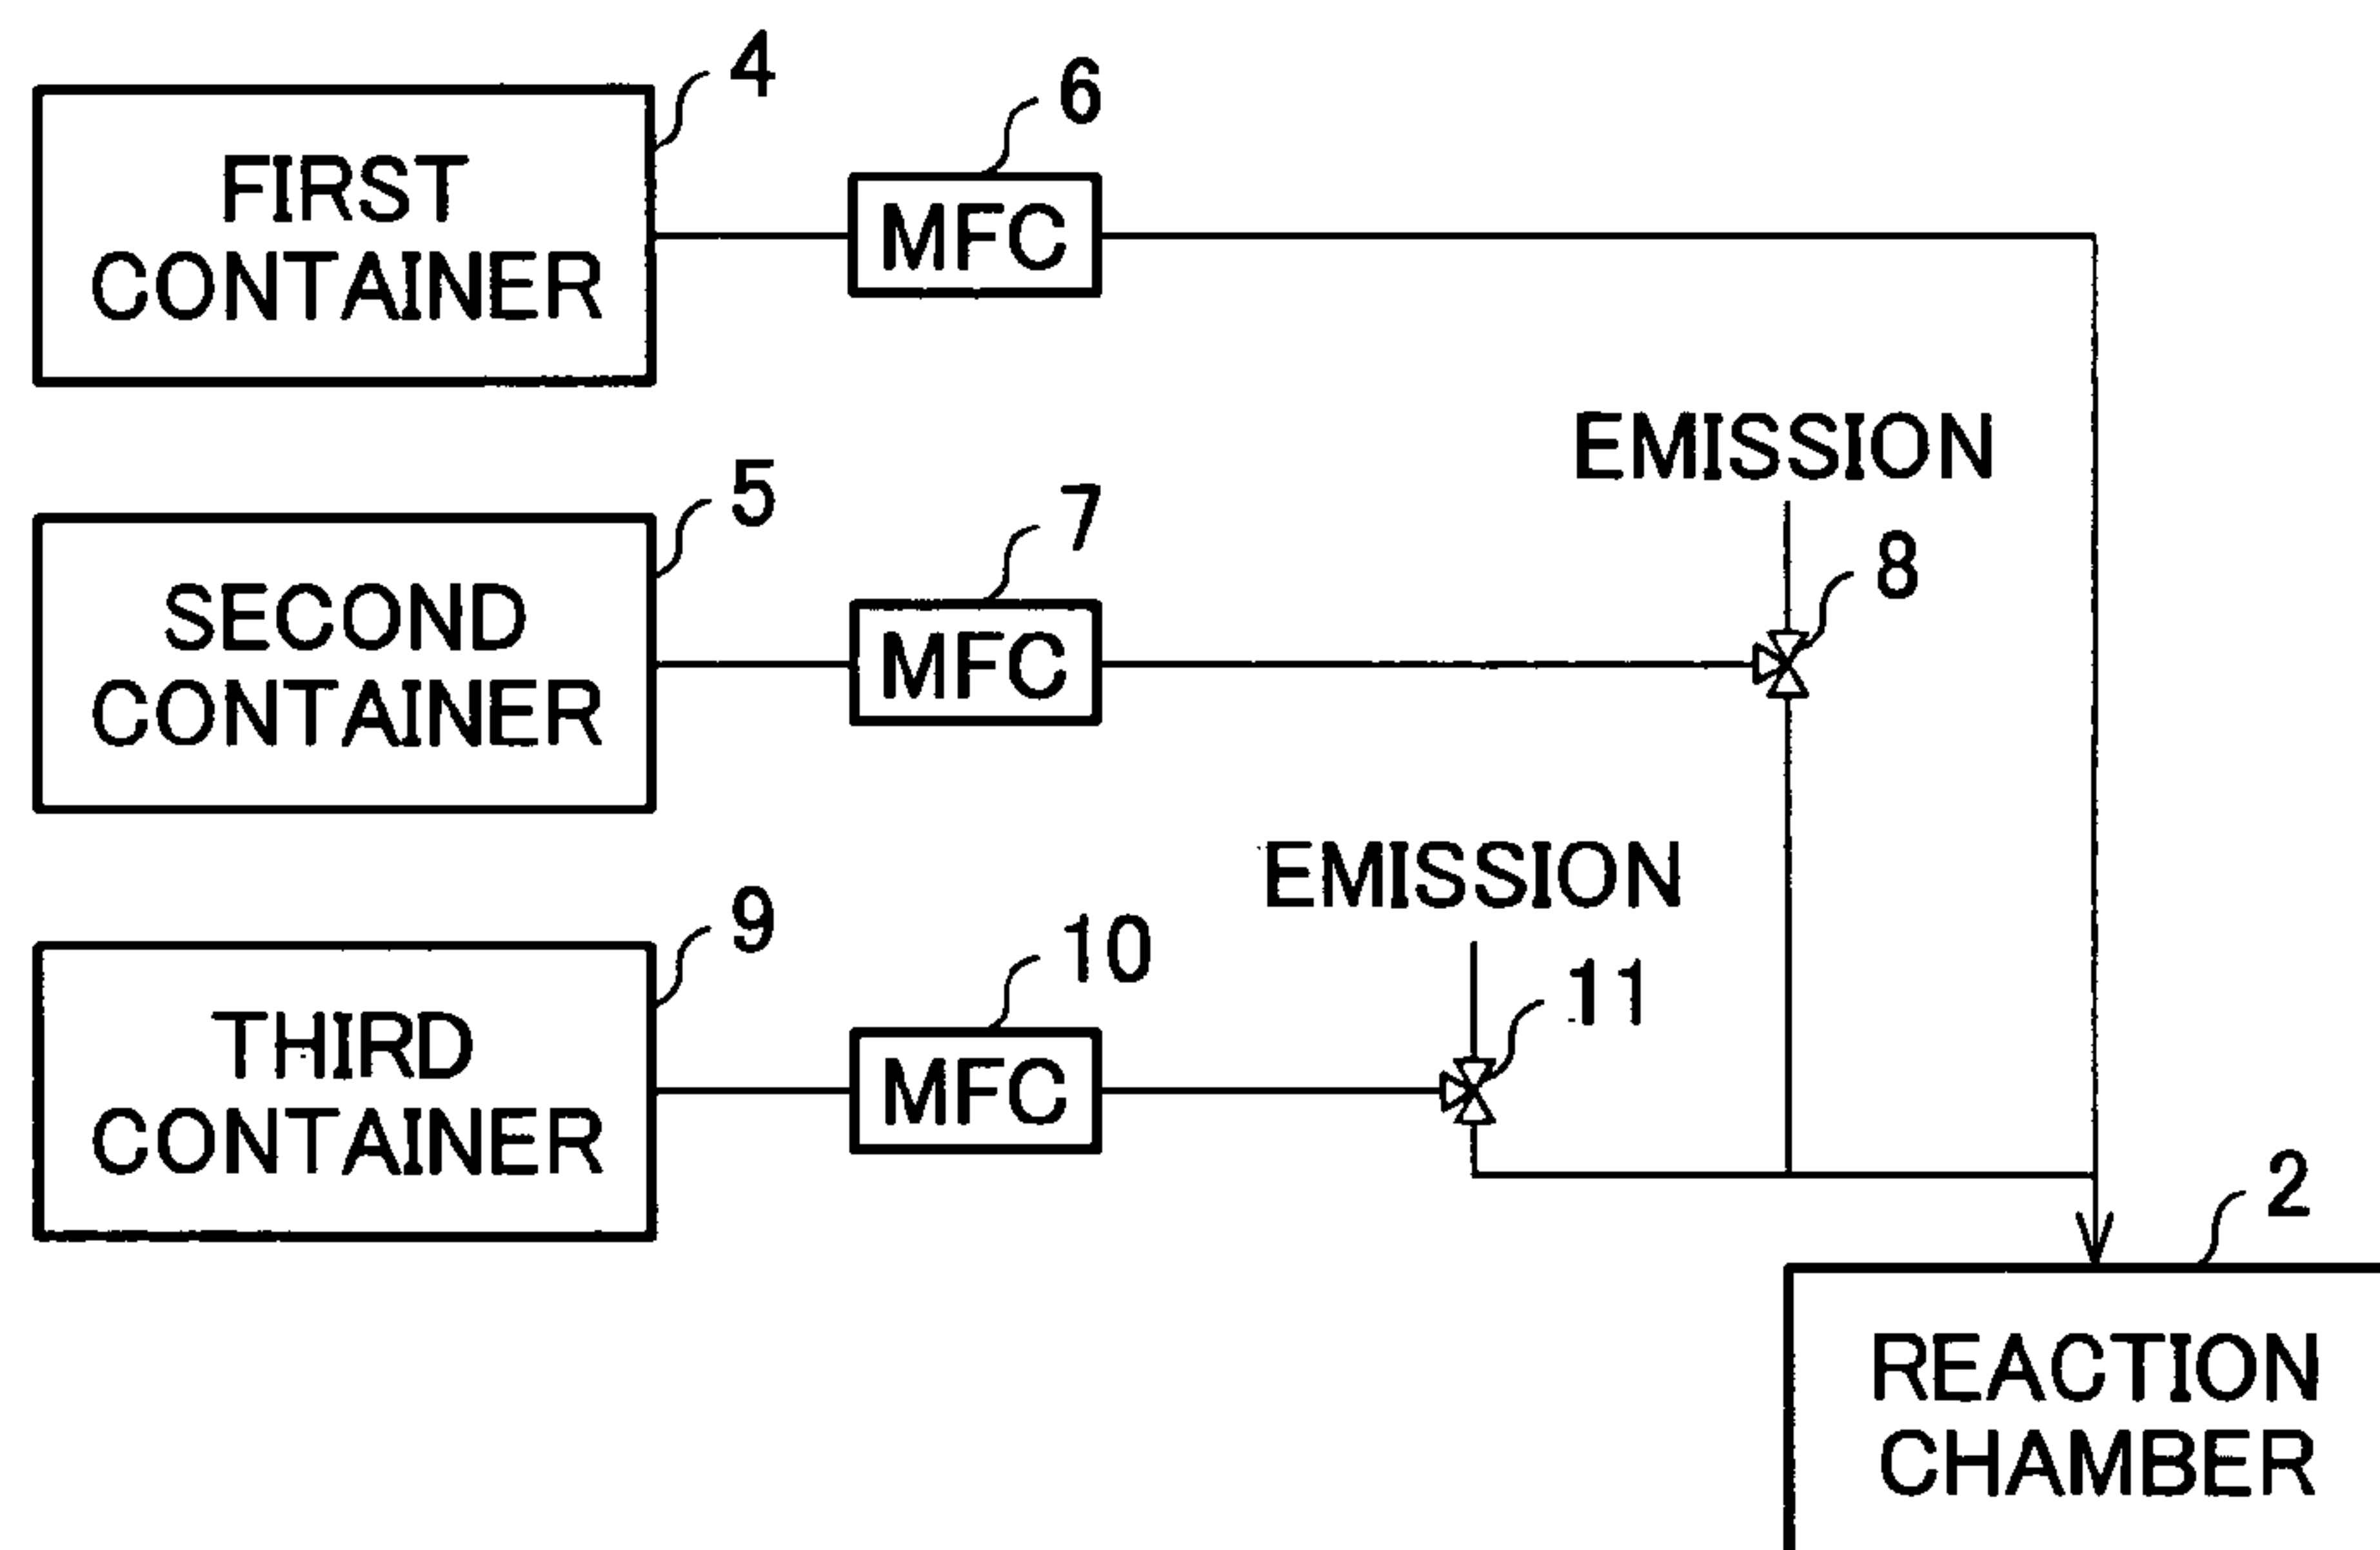 4
6
FIRST
CONTAINER
MFC
EMISSION
5
7
8
SECOND
CONTAINER
MFC
EMISSION
9
10
11
THIRD
CONTAINER
MFC
2
REACTION
CHAMBER